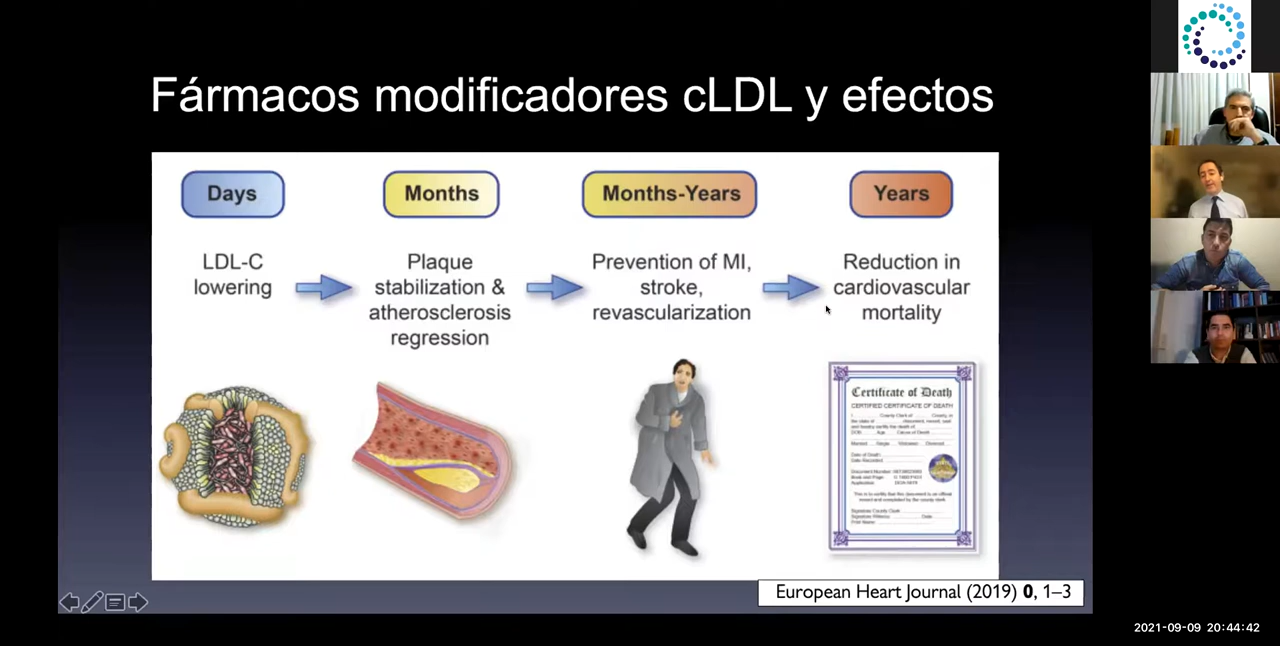 Fármacos modificadores cLDL y efectos
Days
Months
Months-Years
Years
LDL-C
lowering
Plaque
stabilization &
atherosclerosis
regression
Prevention of MI,
stroke,
revascularization
Reduction in
cardiovascular
mortality
Certificate of Death
CERTIFIED CERTIFICATE OF DEATH
European Heart Journal (2019) 0, 1–3
2021-09-09 20:44:42